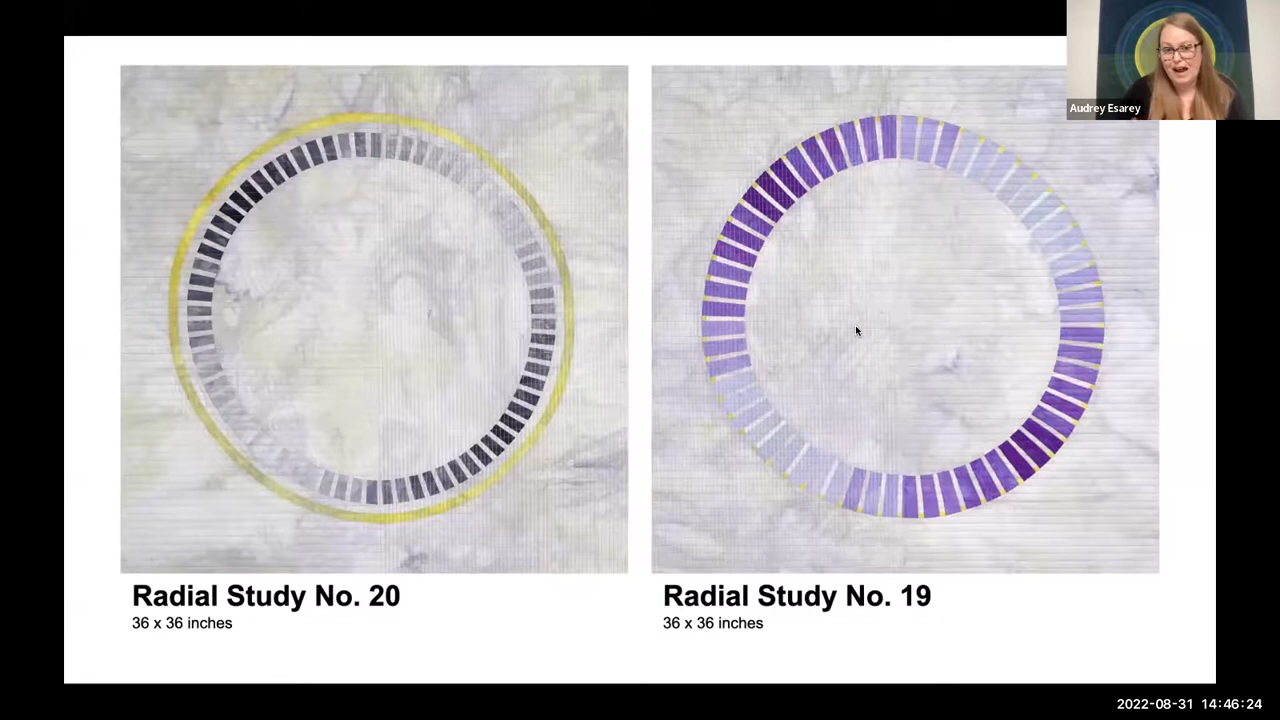 Audrey Esarey
Radial Study No. 20
36 x 36 inches
Radial Study No. 19
36 x 36 inches
2022-08-31 14:46:24